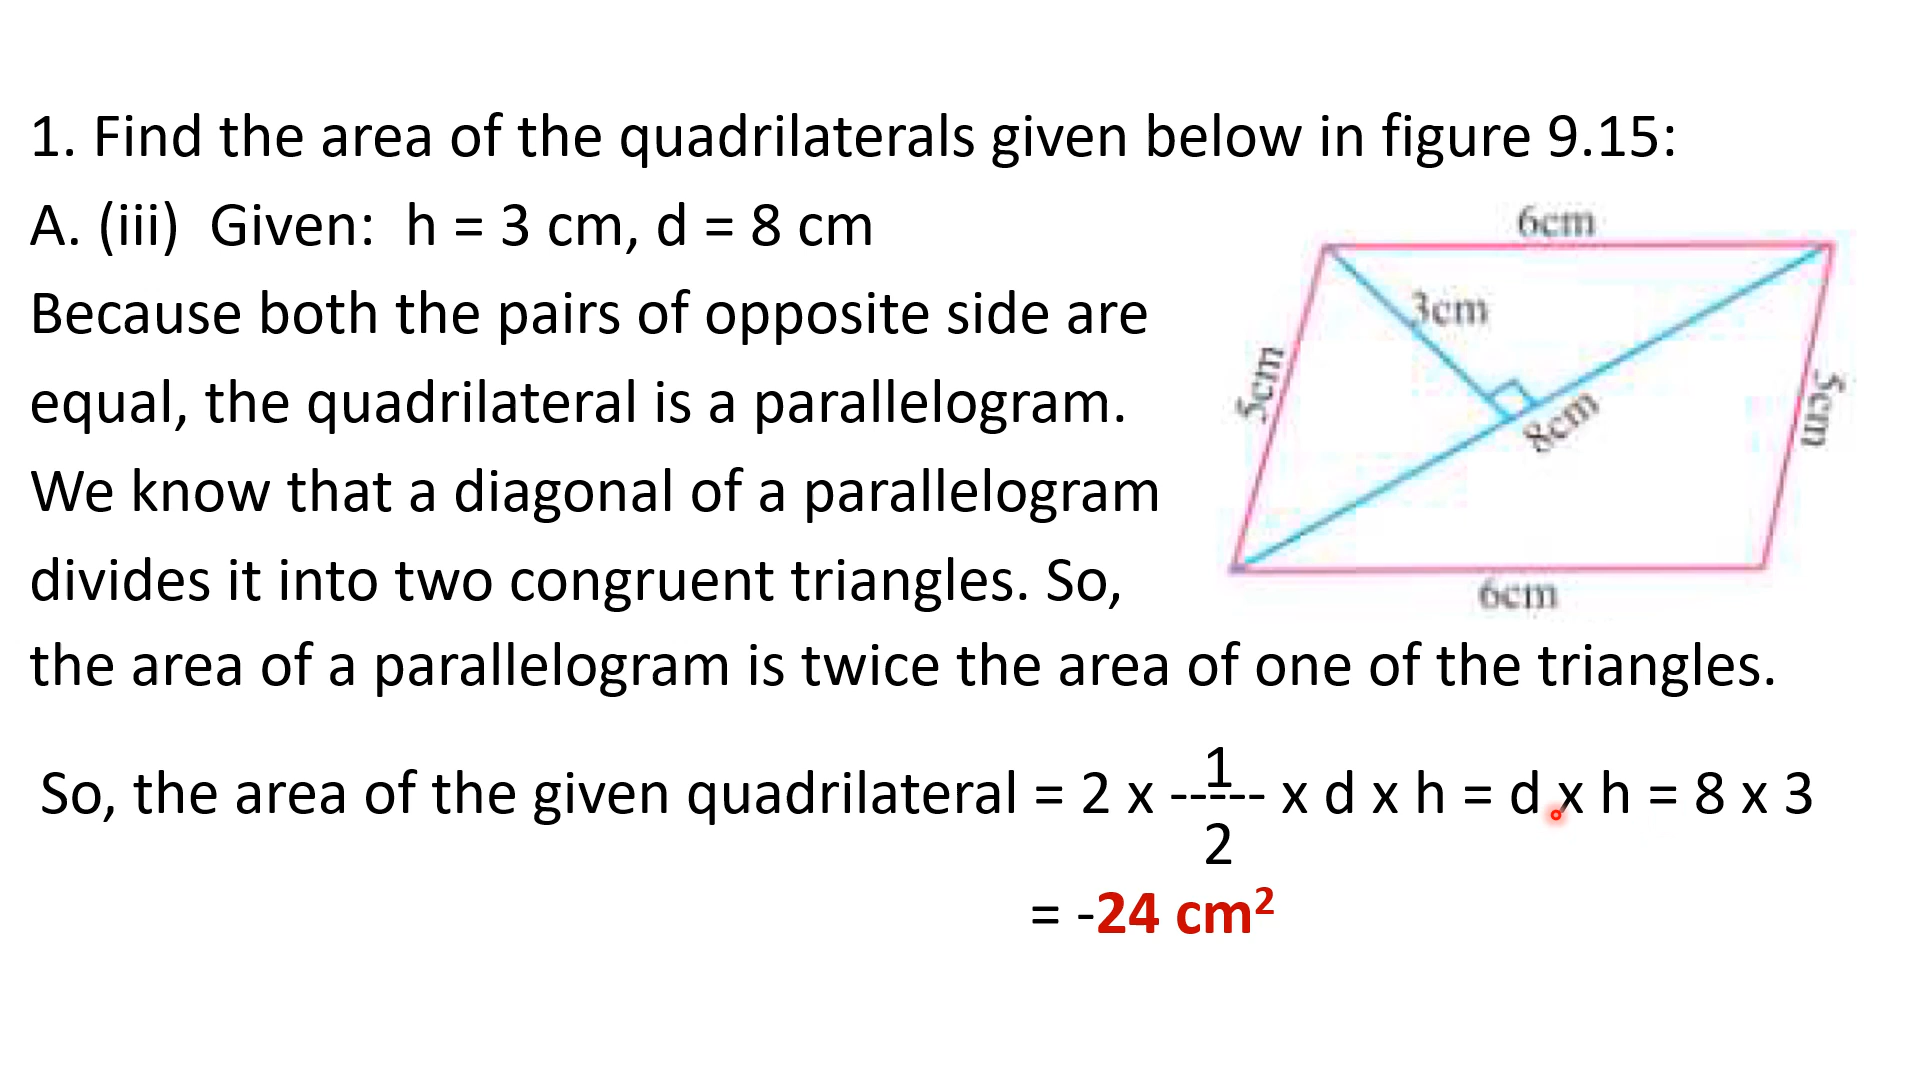 1. Find the area of the quadrilaterals given below in figure 9.15:
A. (iii) Given: h = 3 cm, d = 8 cm
6cm
Because both the pairs of opposite side are
3cm
equal, the quadrilateral is a parallelogram.
5cm
8cm
5cm
We know that a diagonal of a parallelogram
divides it into two congruent triangles. So,
6cm
the area of a parallelogram is twice the area of one of the triangles.
1
So, the area of the given quadrilateral = 2 x ----- x d x h = d x h = 8 x 3
2
= -24 cm²